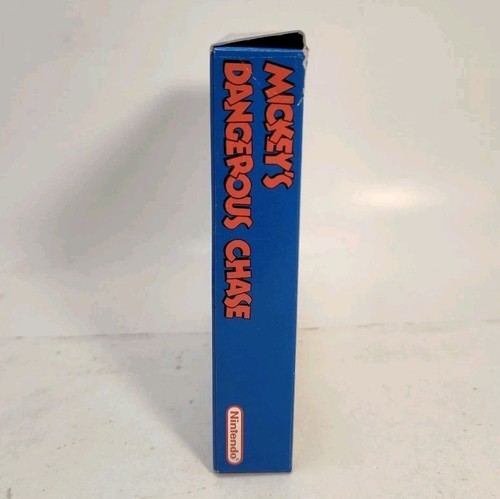 MICKEY'S
DANGEROUS CHASE
Nintendo